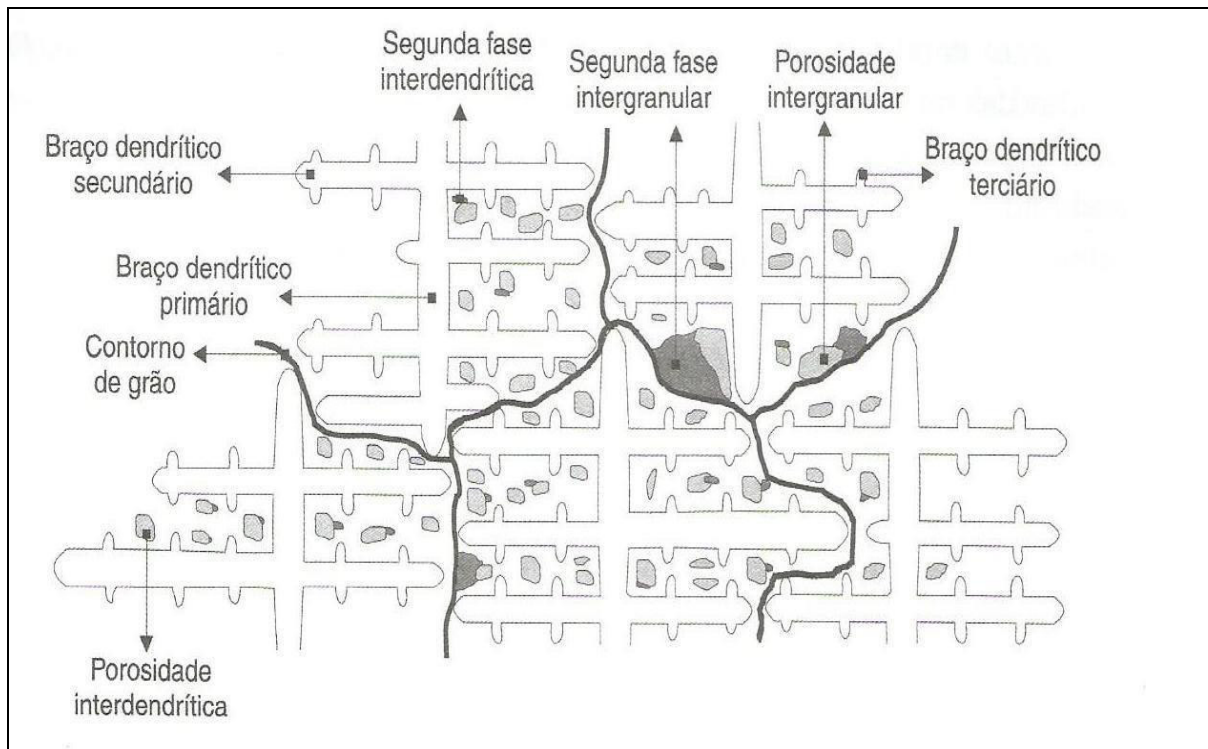 Segunda fase
interdendrítica
Segunda fase
intergranular
Porosidade
intergranular
Braço dendrítico
secundário
Braço dendrítico
terciário
Braço dendrítico
primário
Contorno
de grão
Porosidade
interdendrítica